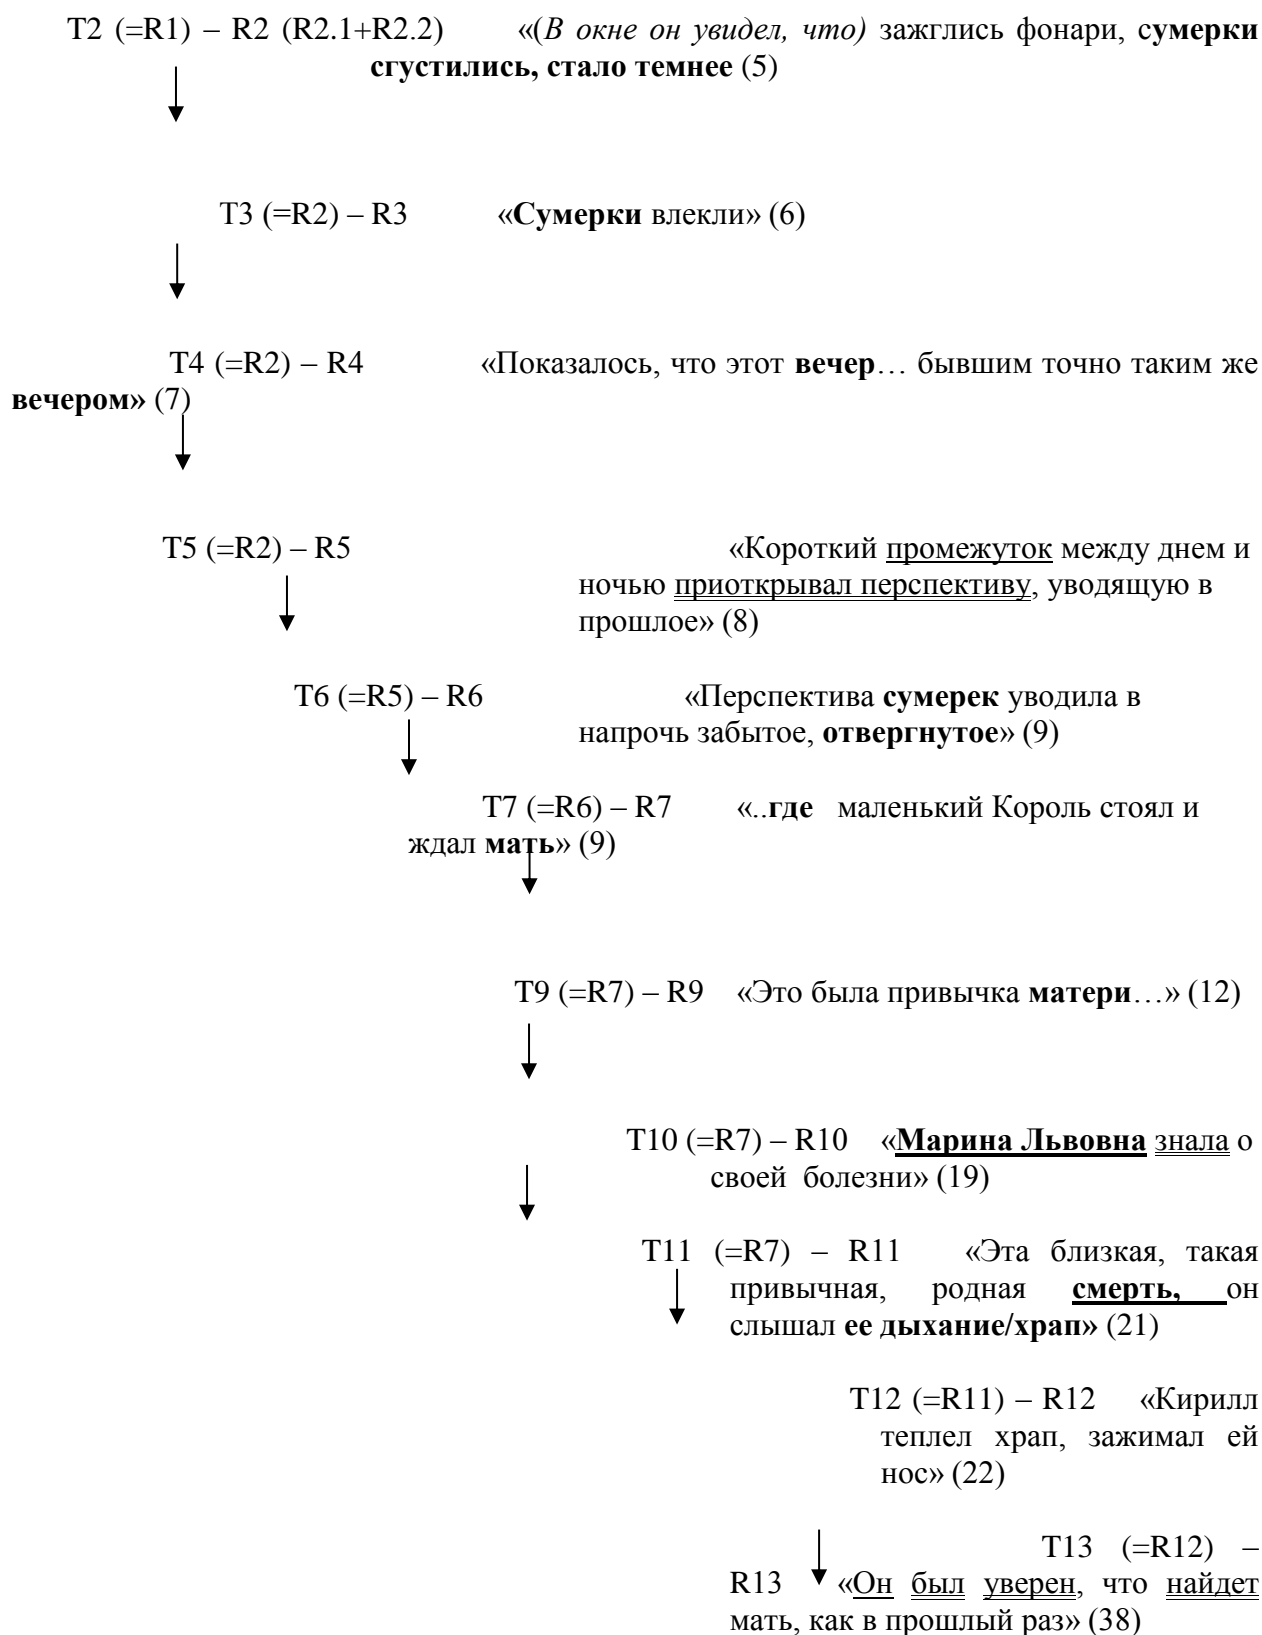 T2 (=R1) – R2 (R2.1+R2.2) «(В окне он увидел, что) зажглись фонари, сумерки
сгустились, стало темнее (5)
T3 (=R2) – R3 «Сумерки влекли» (6)
T4 (=R2) – R4 «Показалось, что этот вечер… бывшим точно таким же
вечером» (7)
T5 (=R2) – R5 «Короткий промежуток между днем и
ночью приоткрывал перспективу, уводящую в
прошлое» (8)
T6 (=R5) – R6 «Перспектива сумерек уводила в
напрочь забытое, отвергнутое» (9)
T7 (=R6) – R7 «..где маленький Король стоял и
ждал мать» (9)
T9 (=R7) – R9 «Это была привычка матери…» (12)
T10 (=R7) – R10 «Марина Львовна знала о
своей болезни» (19)
T11 (=R7) – R11 «Эта близкая, такая
привычная, родная смерть, он
слышал ее дыхание/храп» (21)
T12 (=R11) – R12 «Кирилл
теплел храп, зажимал ей
нос» (22)
T13 (=R12) –
R13 «Он был уверен, что найдет
мать, как в прошлый раз» (38)